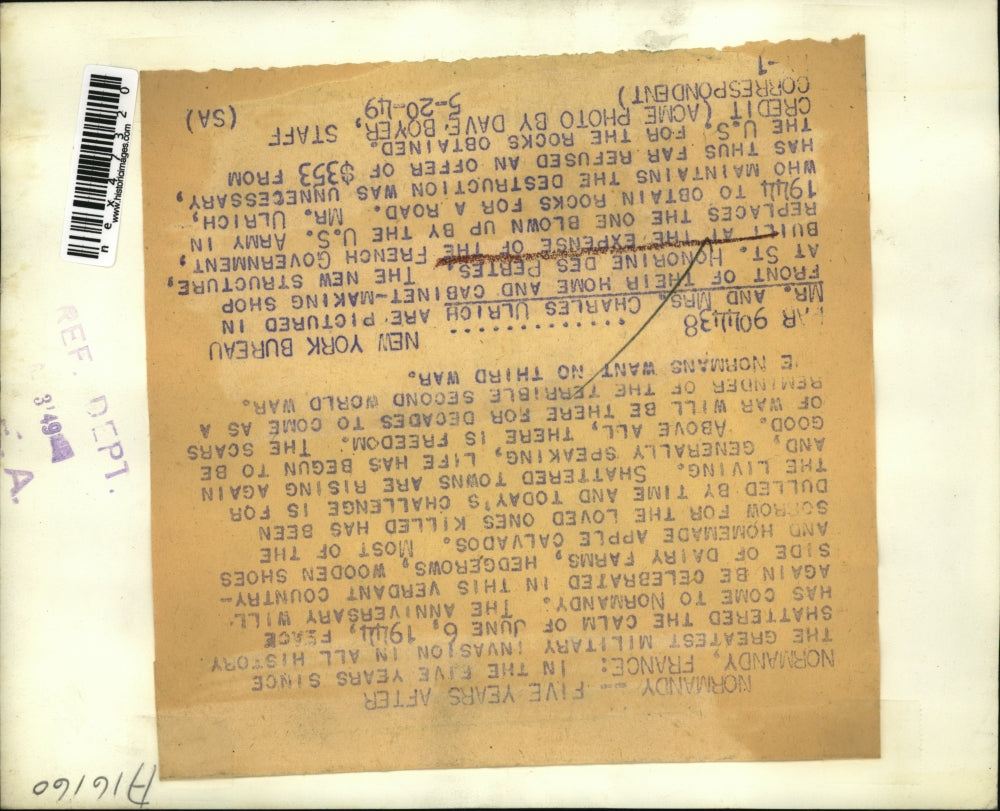 NORMANDY -- FIVE YEARS AFTER
NORMANDY, FRANCE: IN THE FIVE YEARS SINCE
THE GREATEST MILITARY INVASION IN ALL HISTORY
SHATTERED THE CALM OF JUNE 6, 1944, PEACE
HAS COME TO NORMANDY. THE ANNIVERSARY WILL
AGAIN BE CELEBRATED IN THIS VERDANT COUNTRY-
SIDE OF DAIRY FARMS, HEDGEROWS, WOODEN SHOES
AND HOMEMADE APPLE CALVADOS. MOST OF THE
SORROW FOR THE LOVED ONES KILLED HAS BEEN
DULLED BY TIME AND TODAY'S CHALLENGE IS FOR
THE LIVING. SHATTERED TOWNS ARE RISING AGAIN
AND, GENERALLY SPEAKING, LIFE HAS BEGUN TO BE
GOOD. ABOVE ALL, THERE IS FREEDOM. THE SCARS
OF WAR WILL BE THERE FOR DECADES TO COME AS A
REMINDER OF THE TERRIBLE SECOND WORLD WAR.
E NORMANS WANT NO THIRD WAR.
NEW YORK BUREAU
PAR 904438 ..............
MR. AND MRS CHARLES ULRICH ARE PICTURED IN
FRONT OF THEIR HOME AND CABINET-MAKING SHOP
AT ST. HONORINE DES PERTES. THE NEW STRUCTURE,
BUILT AT THE EXPENSE OF THE FRENCH GOVERNMENT,
REPLACES THE ONE BLOWN UP BY THE U.S. ARMY IN
1944 TO OBTAIN ROCKS FOR A ROAD. MR. ULRICH,
WHO MAINTAINS THE DESTRUCTION WAS UNNECESSARY,
HAS THUS FAR REFUSED AN OFFER OF $353 FROM
THE U.S. FOR THE ROCKS OBTAINED.
CREDIT (ACME PHOTO BY DAVE BOYER, STAFF
CORRESPONDENT) 5-20-49 (SA)
-1
nex47320
www.historicimages.com
REF. DEPT.
3'49
A.
A16160